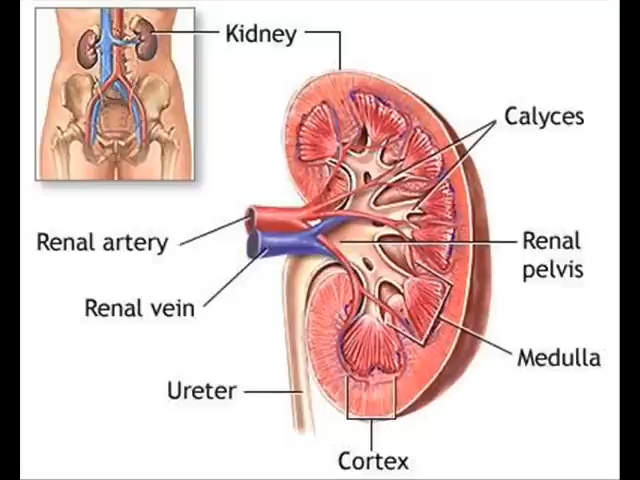 Kidney
Calyces
Renal artery
Renal
pelvis
Renal vein
Medulla
Ureter
Cortex